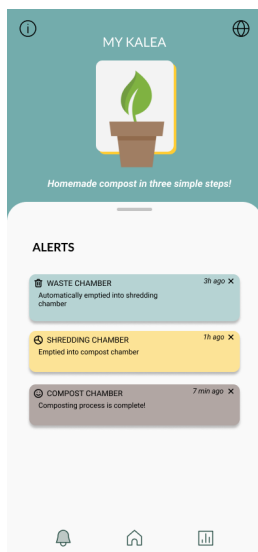 MY KALEA
Homemade compost in three simple steps!
ALERTS
WASTE CHAMBER 3h ago ×
Automatically emptied into shredding
chamber
SHREDDING CHAMBER 1h ago ×
Emptied into compost chamber
COMPOST CHAMBER 7 min ago ×
Composting process is complete!